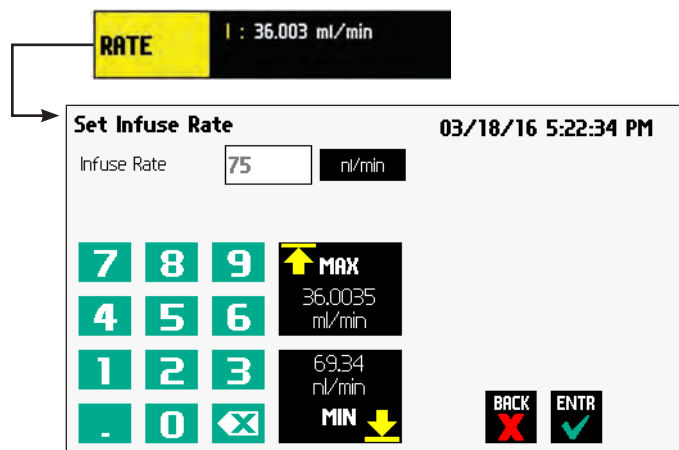 RATE
I : 36.003 ml/min
Set Infuse Rate
03/18/16 5:22:34 PM
Infuse Rate
75
nl/min
7 8 9
MAX
36.0035
ml/min
4 5 6
1 2 3
69.34
nl/min
MIN
. 0
X
BACK
ENTR